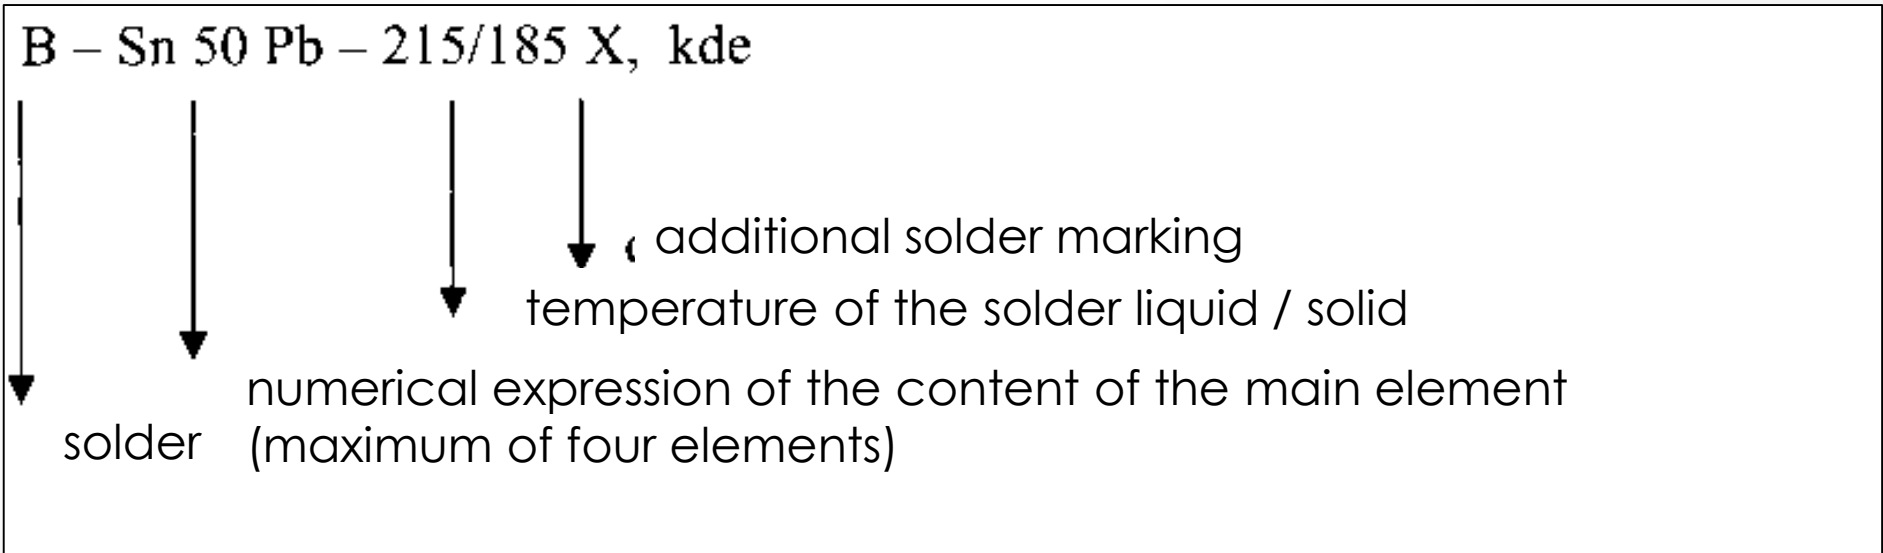 B – Sn 50 Pb – 215/185 X, kde
additional solder marking
temperature of the solder liquid / solid
numerical expression of the content of the main element
solder (maximum of four elements)